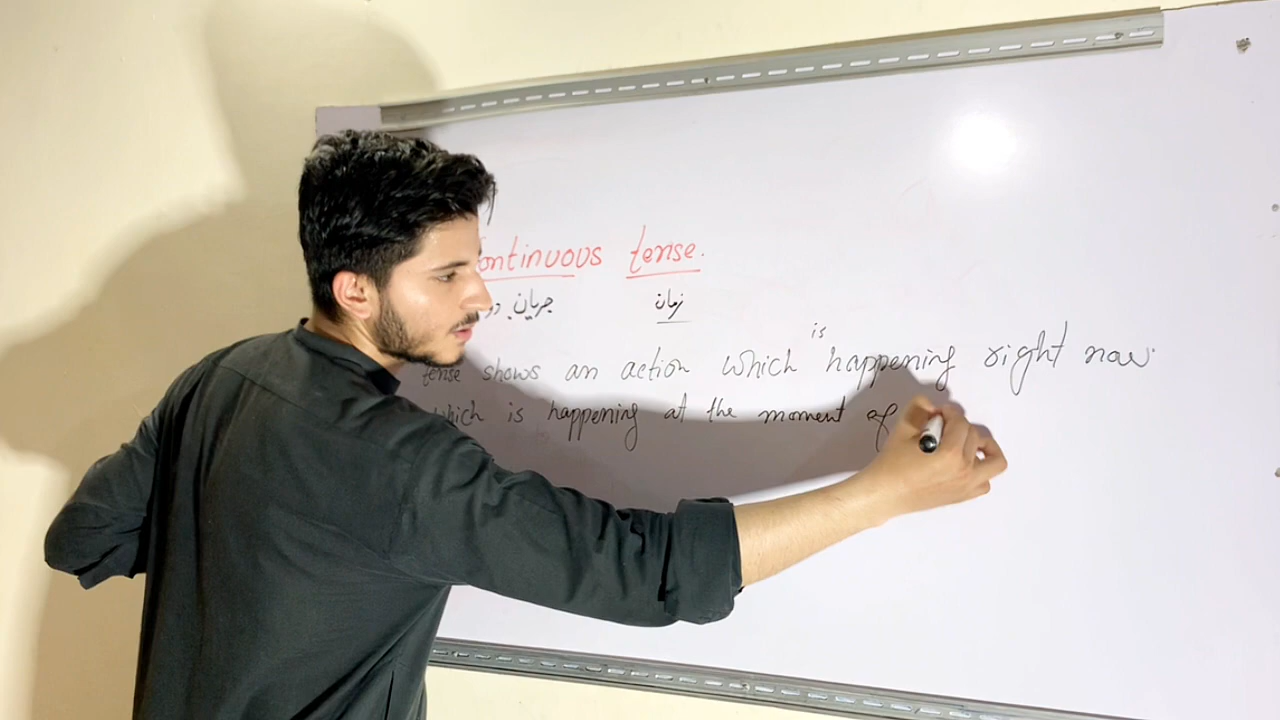 ontinuous tense.
جریان زمان
is
tense shows an action which happening right now
which is happening at the moment of